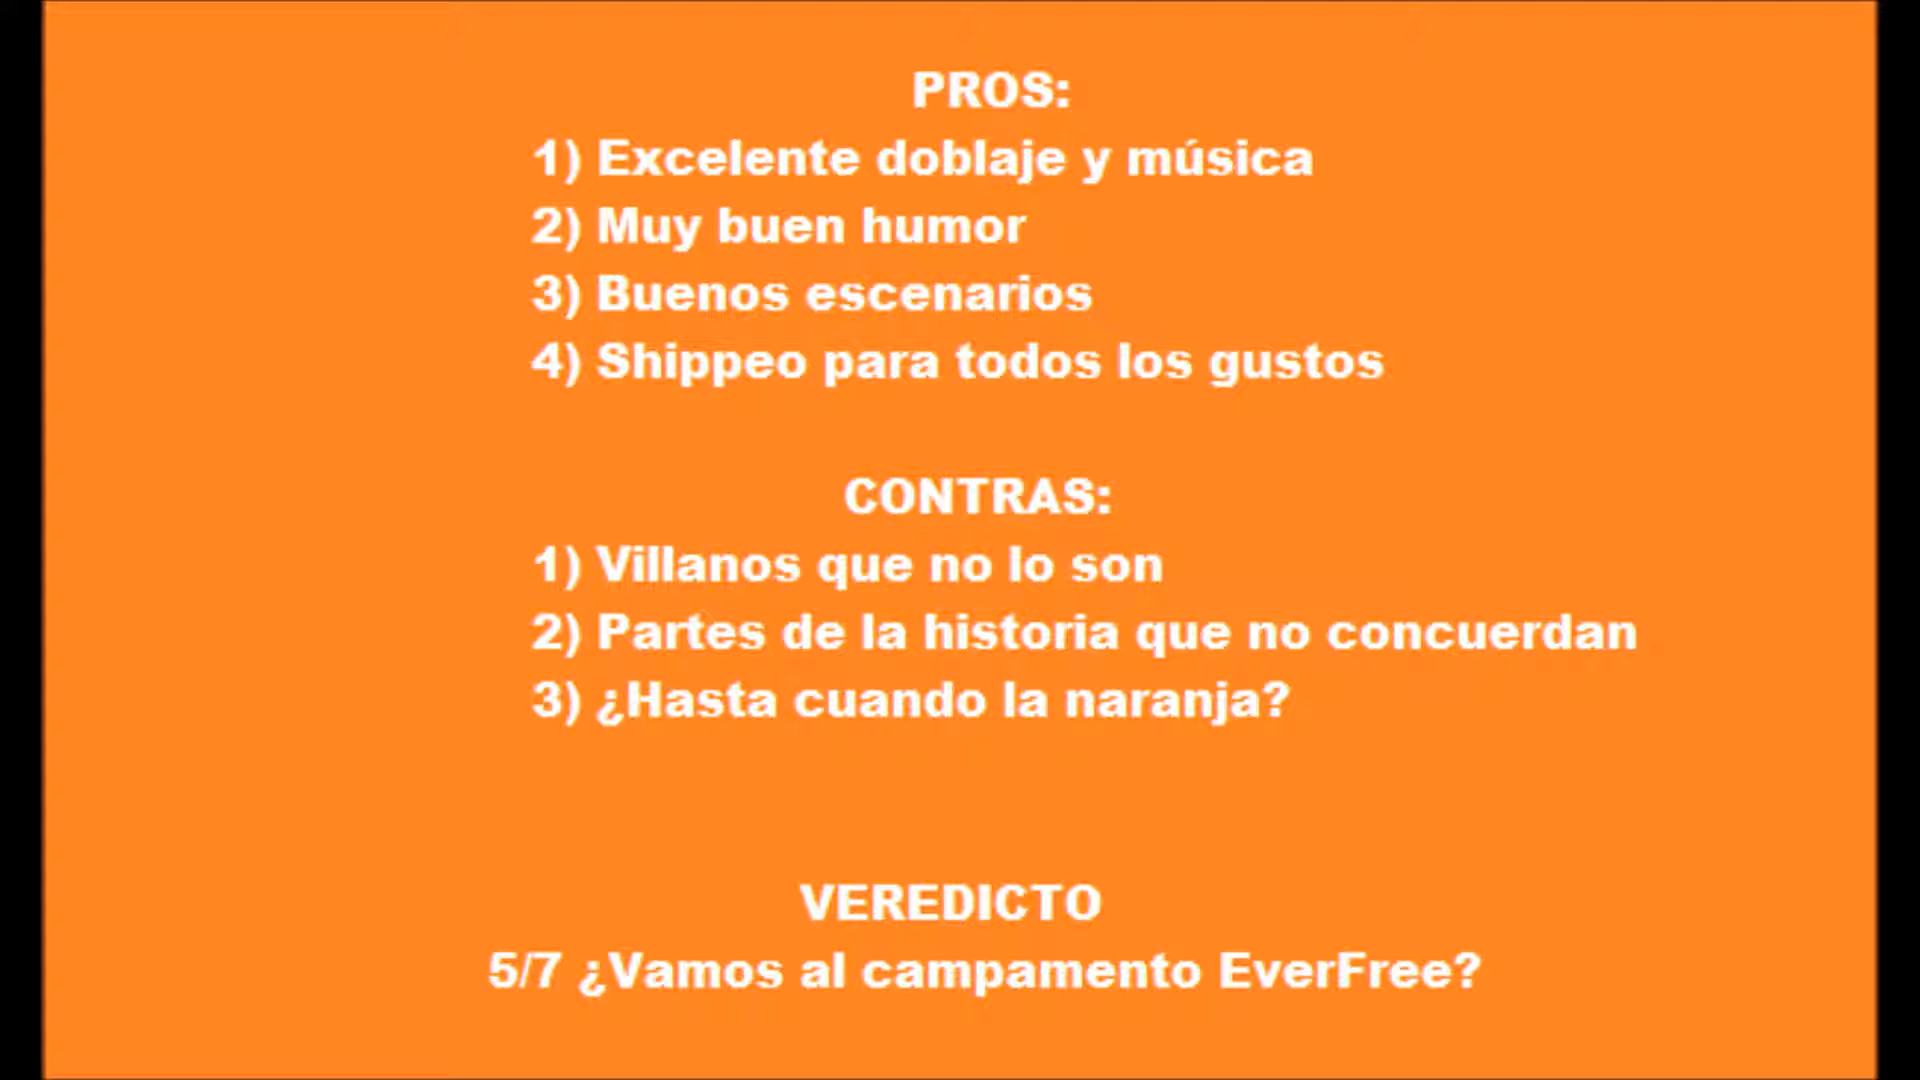 PROS:
1) Excelente doblaje y música
2) Muy buen humor
3) Buenos escenarios
4) Shippeo para todos los gustos
CONTRAS:
1) Villanos que no lo son
2) Partes de la historia que no concuerdan
3) ¿Hasta cuando la naranja?
VEREDICTO
5/7 ¿Vamos al campamento EverFree?